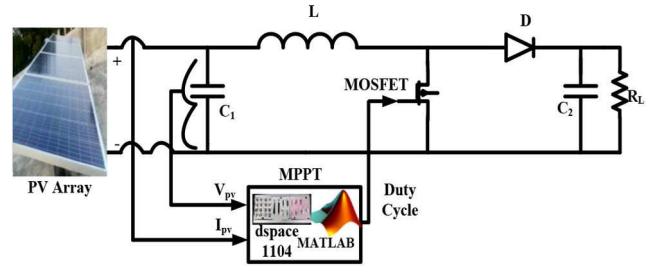 L
D
+
MOSFET
C1
C2
RL
-
PV Array
MPPT
Vpv
Duty
Cycle
Ipv
dspace
1104
MATLAB